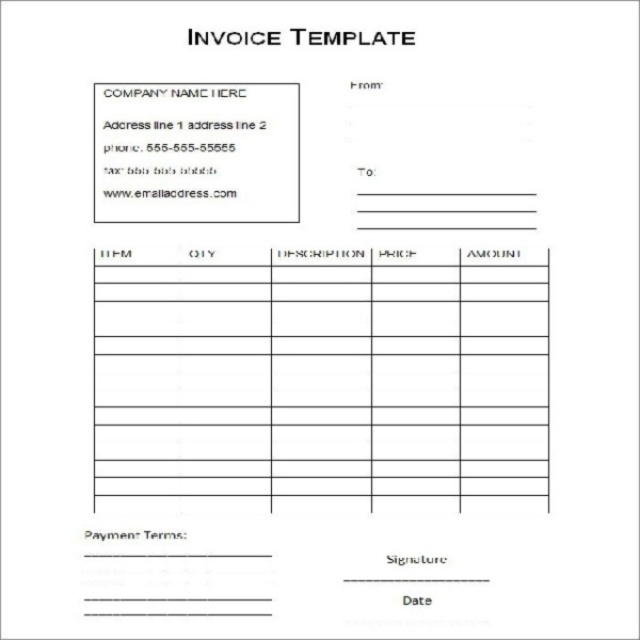 INVOICE TEMPLATE
COMPANY NAME HERE
Address line 1 address line 2
phone: 555-555-55555
fax: 555-555-55555
www.emailaddress.com
From:
To:
ITEM QTY DESCRIPTION PRICE AMOUNT
Payment Terms:
Signature
Date